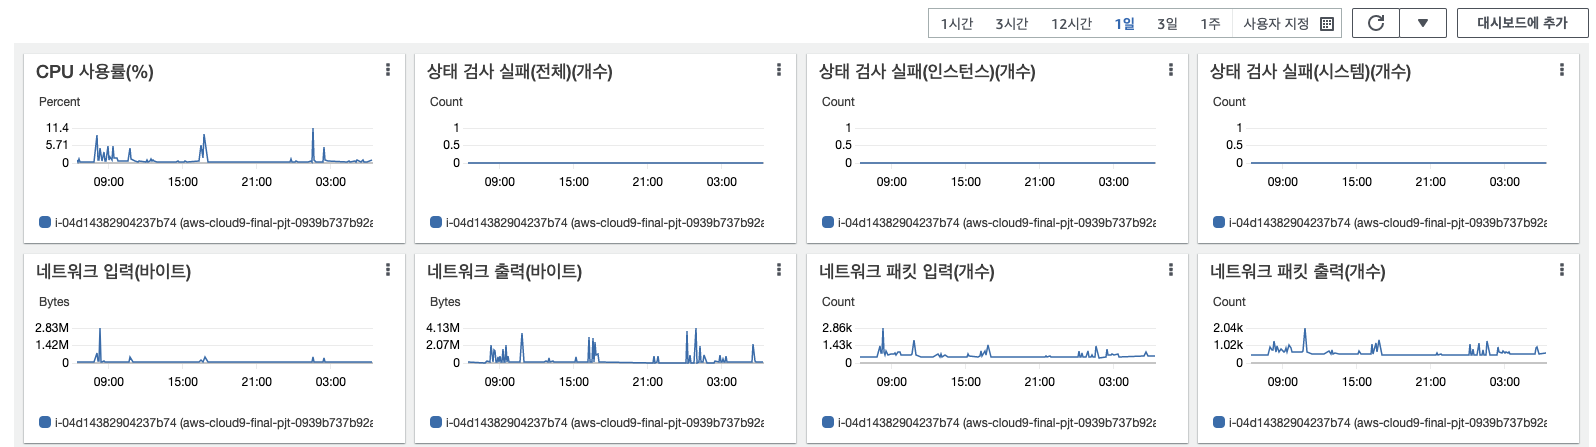 1시간 3시간 12시간 1일 3일 1주 사용자 지정 대시보드에 추가
CPU 사용률(%)
Percent
11.4
5.71
0
09:00 15:00 21:00 03:00
i-04d14382904237b74 (aws-cloud9-final-pjt-0939b737b92a
상태 검사 실패(전체)(개수)
Count
1
0.5
0
09:00 15:00 21:00 03:00
i-04d14382904237b74 (aws-cloud9-final-pjt-0939b737b92a
상태 검사 실패(인스턴스)(개수)
Count
1
0.5
0
09:00 15:00 21:00 03:00
i-04d14382904237b74 (aws-cloud9-final-pjt-0939b737b92a
상태 검사 실패(시스템)(개수)
Count
1
0.5
0
09:00 15:00 21:00 03:00
i-04d14382904237b74 (aws-cloud9-final-pjt-0939b737b92a
네트워크 입력(바이트)
Bytes
2.83M
1.42M
0
09:00 15:00 21:00 03:00
i-04d14382904237b74 (aws-cloud9-final-pjt-0939b737b92a
네트워크 출력(바이트)
Bytes
4.13M
2.07M
0
09:00 15:00 21:00 03:00
i-04d14382904237b74 (aws-cloud9-final-pjt-0939b737b92a
네트워크 패킷 입력(개수)
Count
2.86k
1.43k
0
09:00 15:00 21:00 03:00
i-04d14382904237b74 (aws-cloud9-final-pjt-0939b737b92a
네트워크 패킷 출력(개수)
Count
2.04k
1.02k
0
09:00 15:00 21:00 03:00
i-04d14382904237b74 (aws-cloud9-final-pjt-0939b737b92a